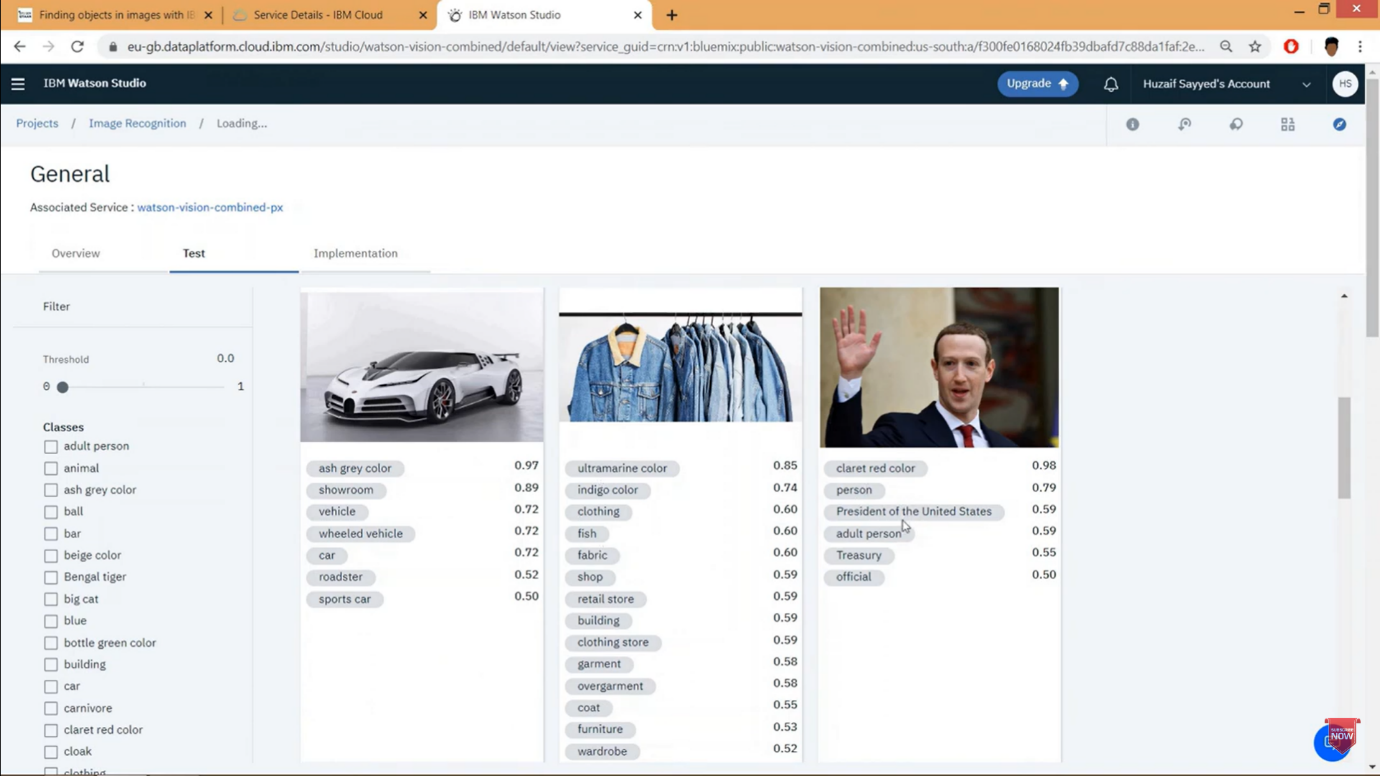 Finding objects in images with IB
Service Details - IBM Cloud
IBM Watson Studio
eu-gb.dataplatform.cloud.ibm.com/studio/watson-vision-combined/default/view?service_guid=crn:v1:bluemix:public:watson-vision-combined:us-south:a/f300fe0168024fb39dbafd7c88da1faf:2e...
IBM Watson Studio
Upgrade
Huzaif Sayyed's Account
HS
Projects / Image Recognition / Loading...
General
Associated Service : watson-vision-combined-px
Overview
Test
Implementation
Filter
Threshold 0.0
0 1
Classes
adult person
animal
ash grey color
ball
bar
beige color
Bengal tiger
big cat
blue
bottle green color
building
car
carnivore
claret red color
cloak
clothing
ash grey color 0.97
showroom 0.89
vehicle 0.72
wheeled vehicle 0.72
car 0.72
roadster 0.52
sports car 0.50
ultramarine color 0.85
indigo color 0.74
clothing 0.60
fish 0.60
fabric 0.60
shop 0.59
retail store 0.59
building 0.59
clothing store 0.59
garment 0.58
overgarment 0.58
coat 0.55
furniture 0.53
wardrobe 0.52
claret red color 0.98
person 0.79
President of the United States 0.59
adult person 0.59
Treasury 0.55
official 0.50
SUBSCRIBE
NOW